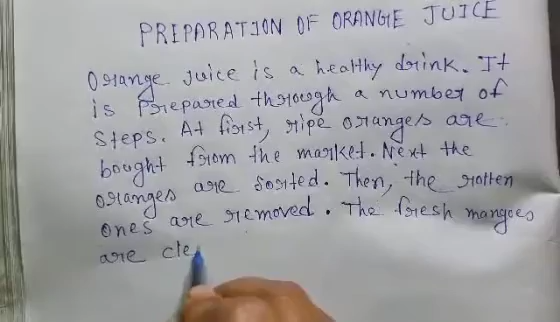 PREPARATION OF ORANGE JUICE
Orange Juice is a healthy drink. It
is Prepared through a number of
Steps. At first, ripe oranges are
bought from the market. Next the
oranges are Sorted. Then, the rotten
ones are removed. The fresh mangoes
are cle